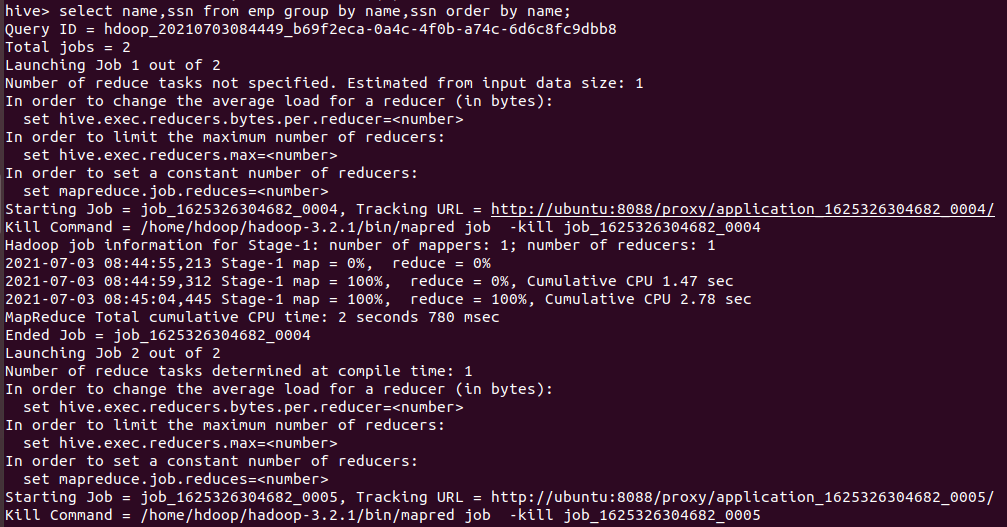 hive> select name,ssn from emp group by name,ssn order by name;
Query ID = hdoop_20210703084449_b69f2eca-0a4c-4f0b-a74c-6d6c8fc9dbb8
Total jobs = 2
Launching Job 1 out of 2
Number of reduce tasks not specified. Estimated from input data size: 1
In order to change the average load for a reducer (in bytes):
  set hive.exec.reducers.bytes.per.reducer=<number>
In order to limit the maximum number of reducers:
  set hive.exec.reducers.max=<number>
In order to set a constant number of reducers:
  set mapreduce.job.reduces=<number>
Starting Job = job_1625326304682_0004, Tracking URL = http://ubuntu:8088/proxy/application_1625326304682_0004/
Kill Command = /home/hdoop/hadoop-3.2.1/bin/mapred job  -kill job_1625326304682_0004
Hadoop job information for Stage-1: number of mappers: 1; number of reducers: 1
2021-07-03 08:44:55,213 Stage-1 map = 0%,  reduce = 0%
2021-07-03 08:44:59,312 Stage-1 map = 100%,  reduce = 0%, Cumulative CPU 1.47 sec
2021-07-03 08:45:04,445 Stage-1 map = 100%,  reduce = 100%, Cumulative CPU 2.78 sec
MapReduce Total cumulative CPU time: 2 seconds 780 msec
Ended Job = job_1625326304682_0004
Launching Job 2 out of 2
Number of reduce tasks determined at compile time: 1
In order to change the average load for a reducer (in bytes):
  set hive.exec.reducers.bytes.per.reducer=<number>
In order to limit the maximum number of reducers:
  set hive.exec.reducers.max=<number>
In order to set a constant number of reducers:
  set mapreduce.job.reduces=<number>
Starting Job = job_1625326304682_0005, Tracking URL = http://ubuntu:8088/proxy/application_1625326304682_0005/
Kill Command = /home/hdoop/hadoop-3.2.1/bin/mapred job  -kill job_1625326304682_0005